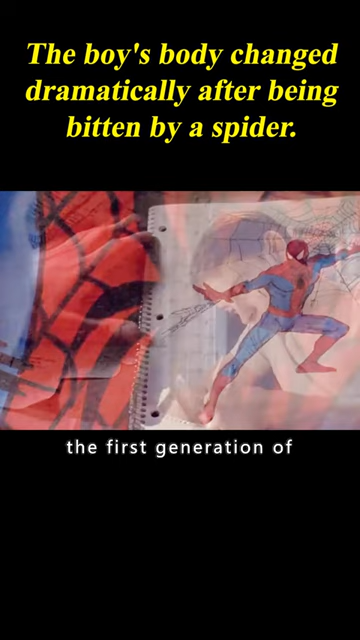 The boy's body changed
dramatically after being
bitten by a spider.
the first generation of